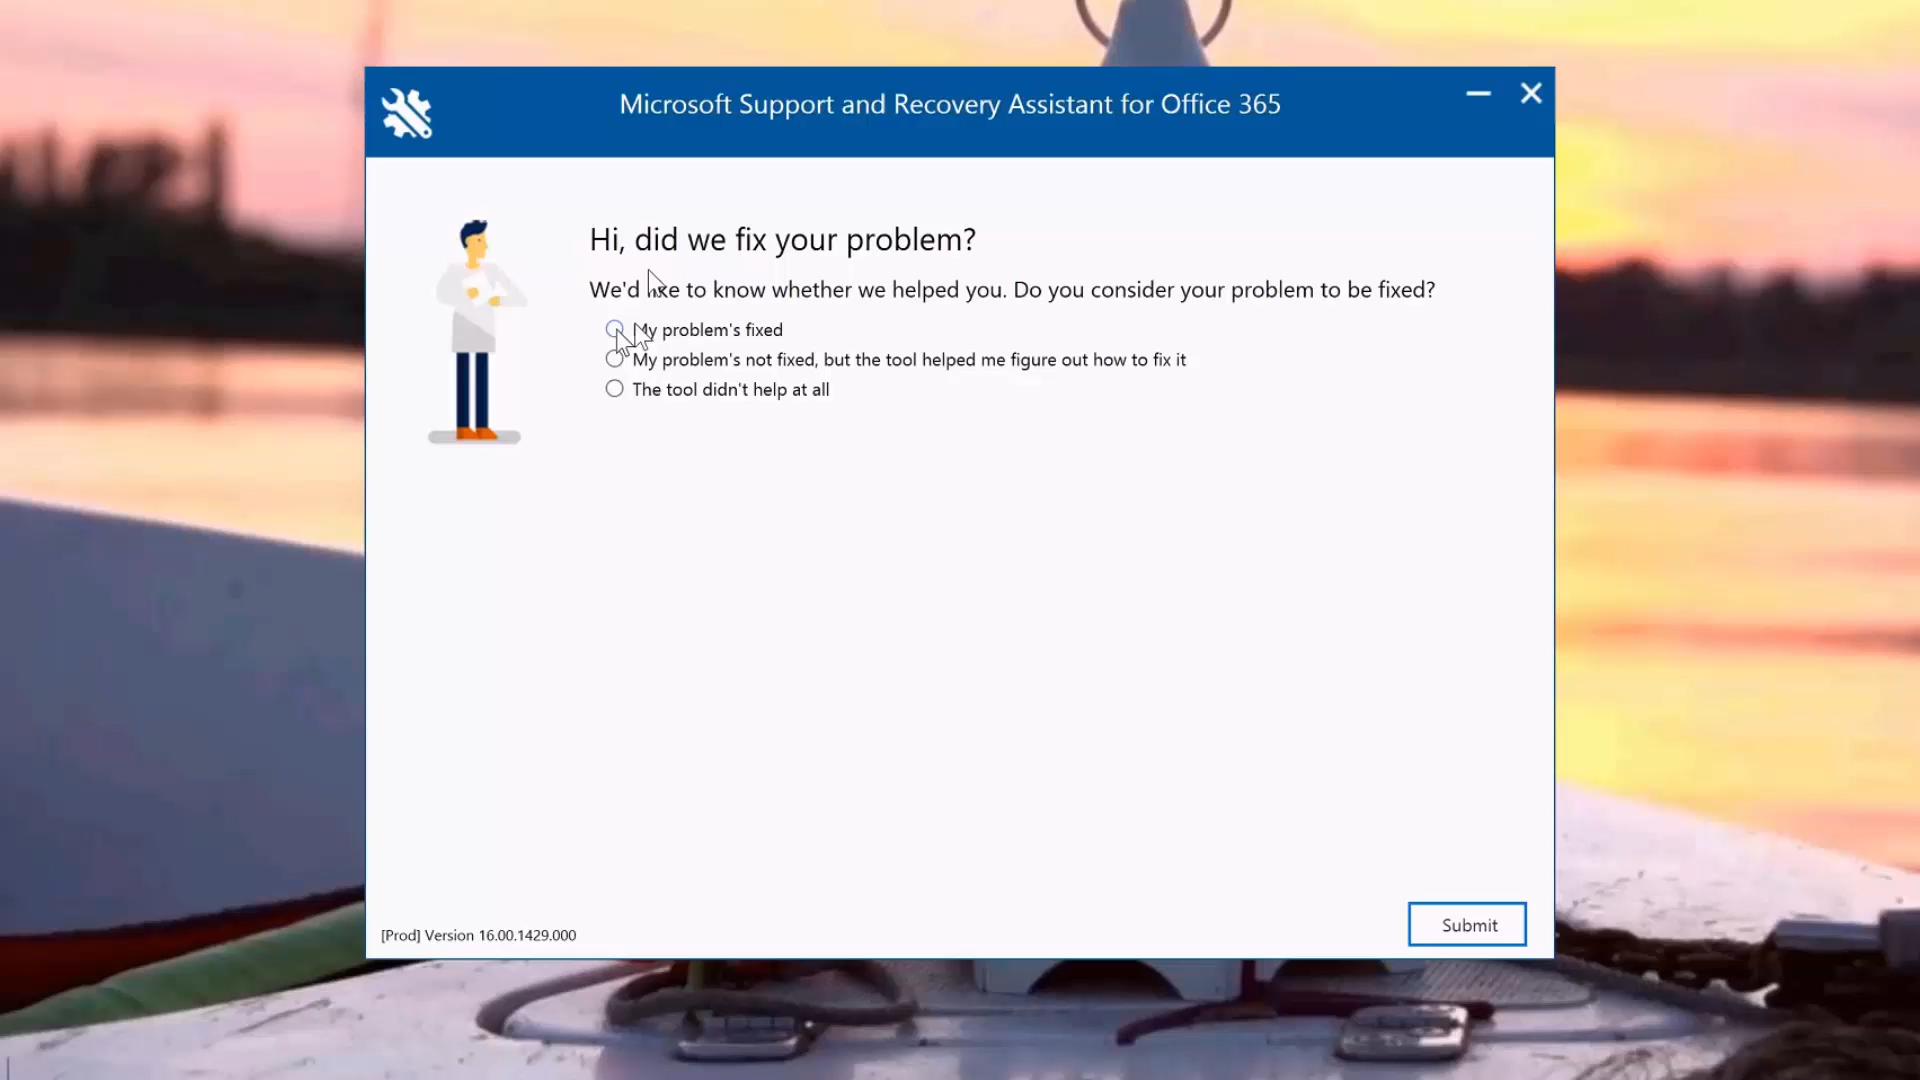 Microsoft Support and Recovery Assistant for Office 365
Hi, did we fix your problem?
We'd like to know whether we helped you. Do you consider your problem to be fixed?
My problem's fixed
My problem's not fixed, but the tool helped me figure out how to fix it
The tool didn't help at all
[Prod] Version 16.00.1429.000
Submit